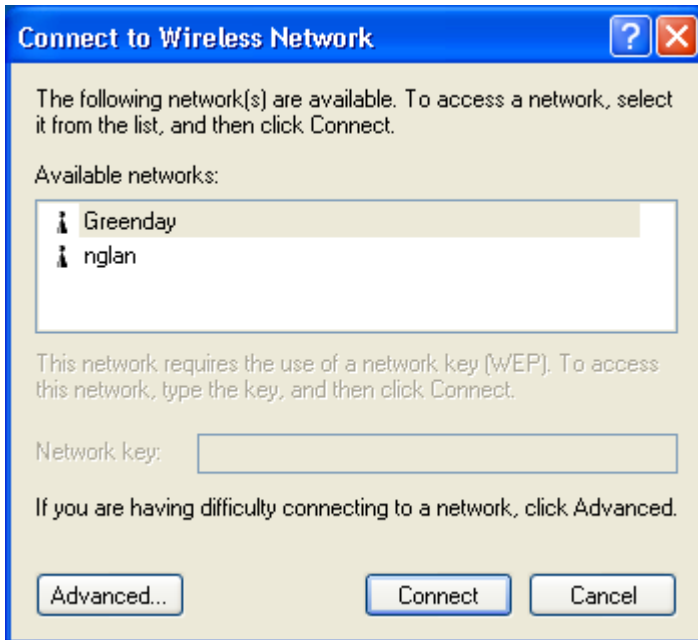 Connect to Wireless Network
The following network(s) are available. To access a network, select
it from the list, and then click Connect.
Available networks:
Greenday
nglan
This network requires the use of a network key (WEP). To access
this network, type the key, and then click Connect.
Network key:
If you are having difficulty connecting to a network, click Advanced.
Advanced... Connect Cancel